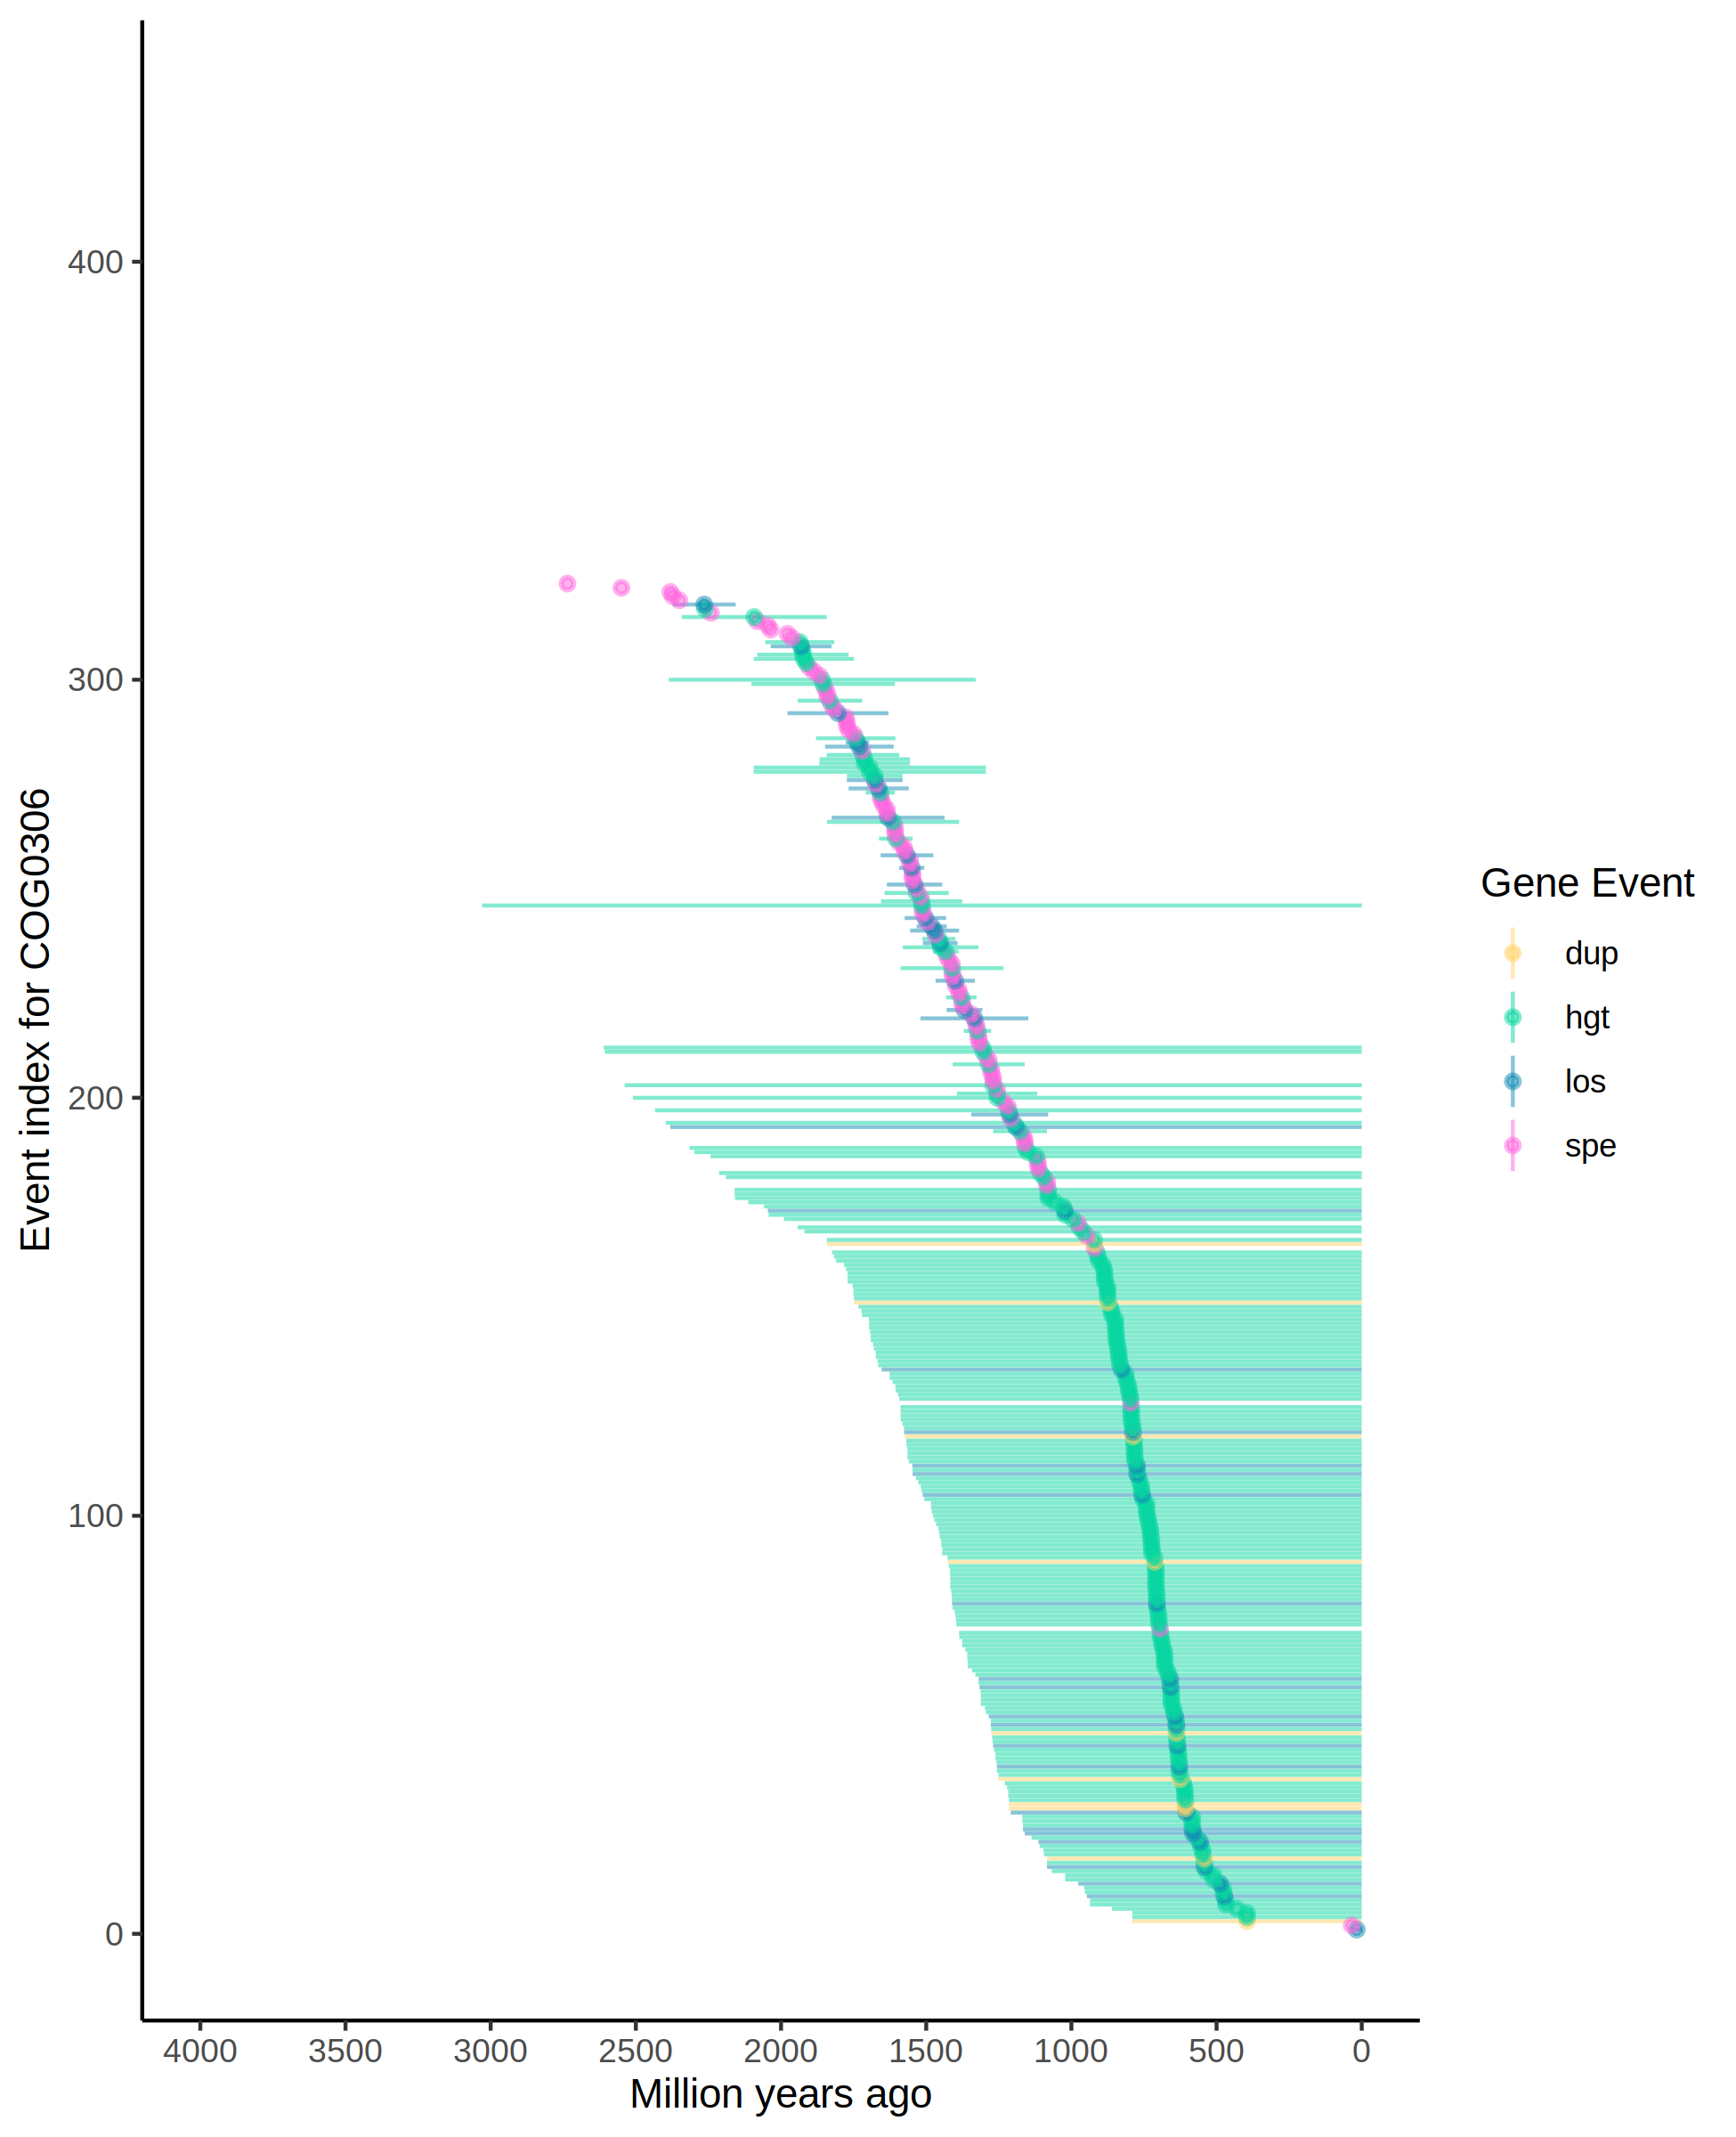 Event index for COG0306
400
300
200
100
0
4000 3500 3000 2500 2000 1500 1000 500 0
Million years ago
Gene Event
dup
hgt
los
spe